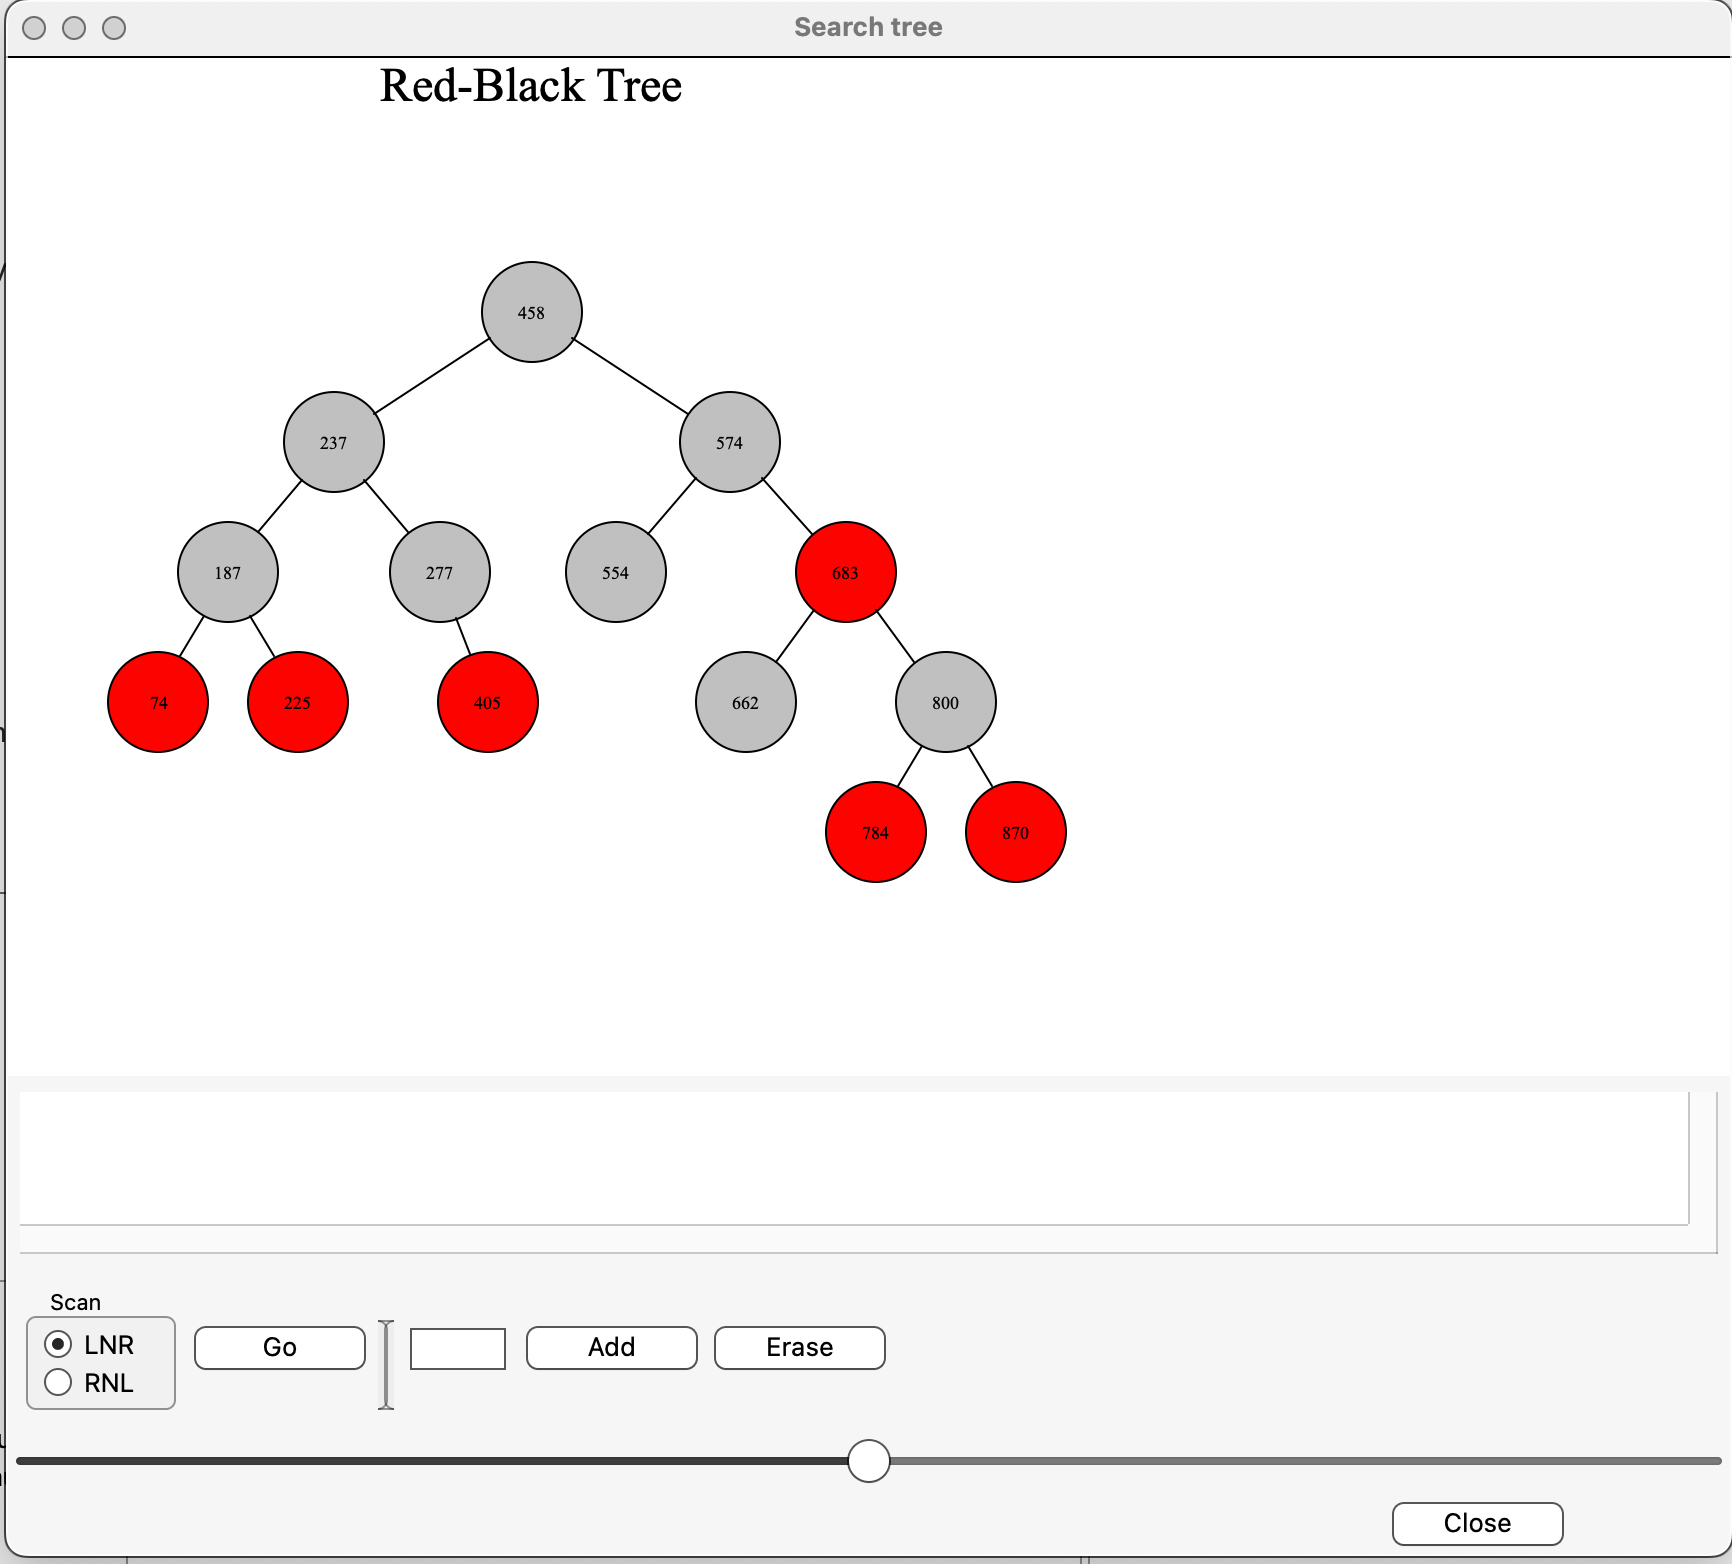 Search tree
Red-Black Tree
458
237 574
187 277 554 683
74 225 405 662 800
784 870
Scan
LNR
RNL
Go
Add
Erase
Close